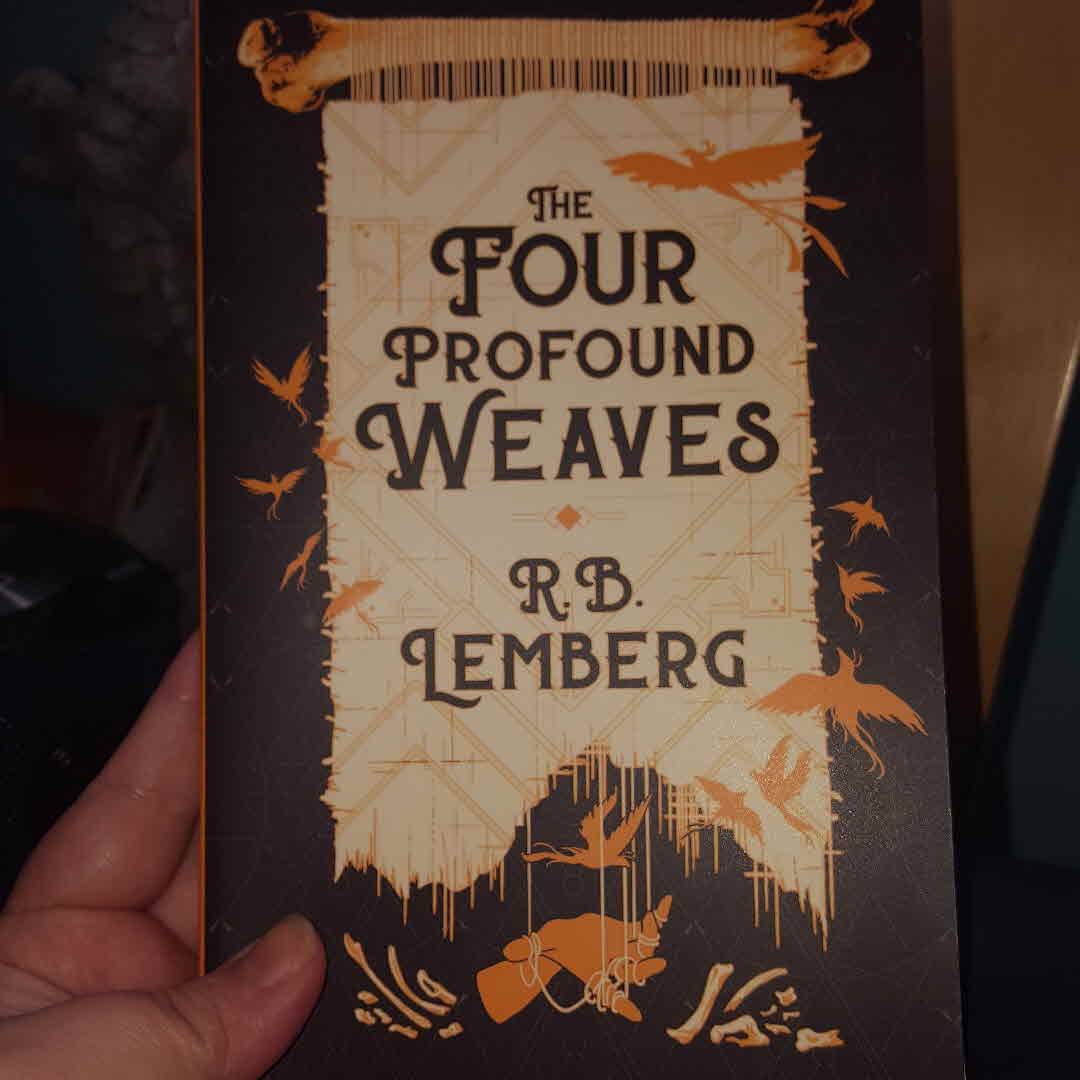 The
Four
Profound
Weaves
R.B.
Lemberg